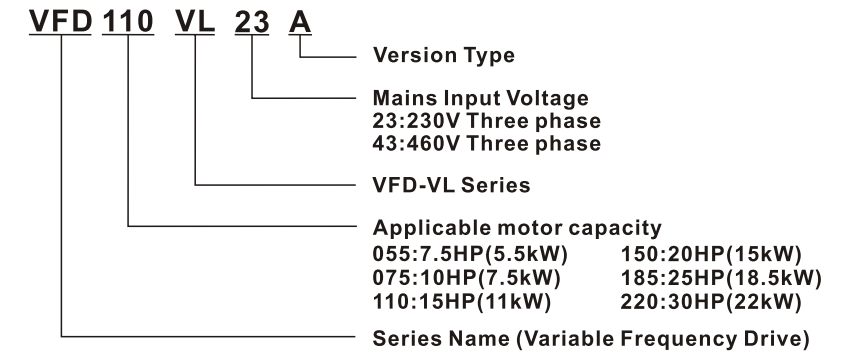 VFD 110 VL 23 A
Version Type
Mains Input Voltage
23:230V Three phase
43:460V Three phase
VFD-VL Series
Applicable motor capacity
055:7.5HP(5.5kW) 150:20HP(15kW)
075:10HP(7.5kW) 185:25HP(18.5kW)
110:15HP(11kW) 220:30HP(22kW)
Series Name (Variable Frequency Drive)